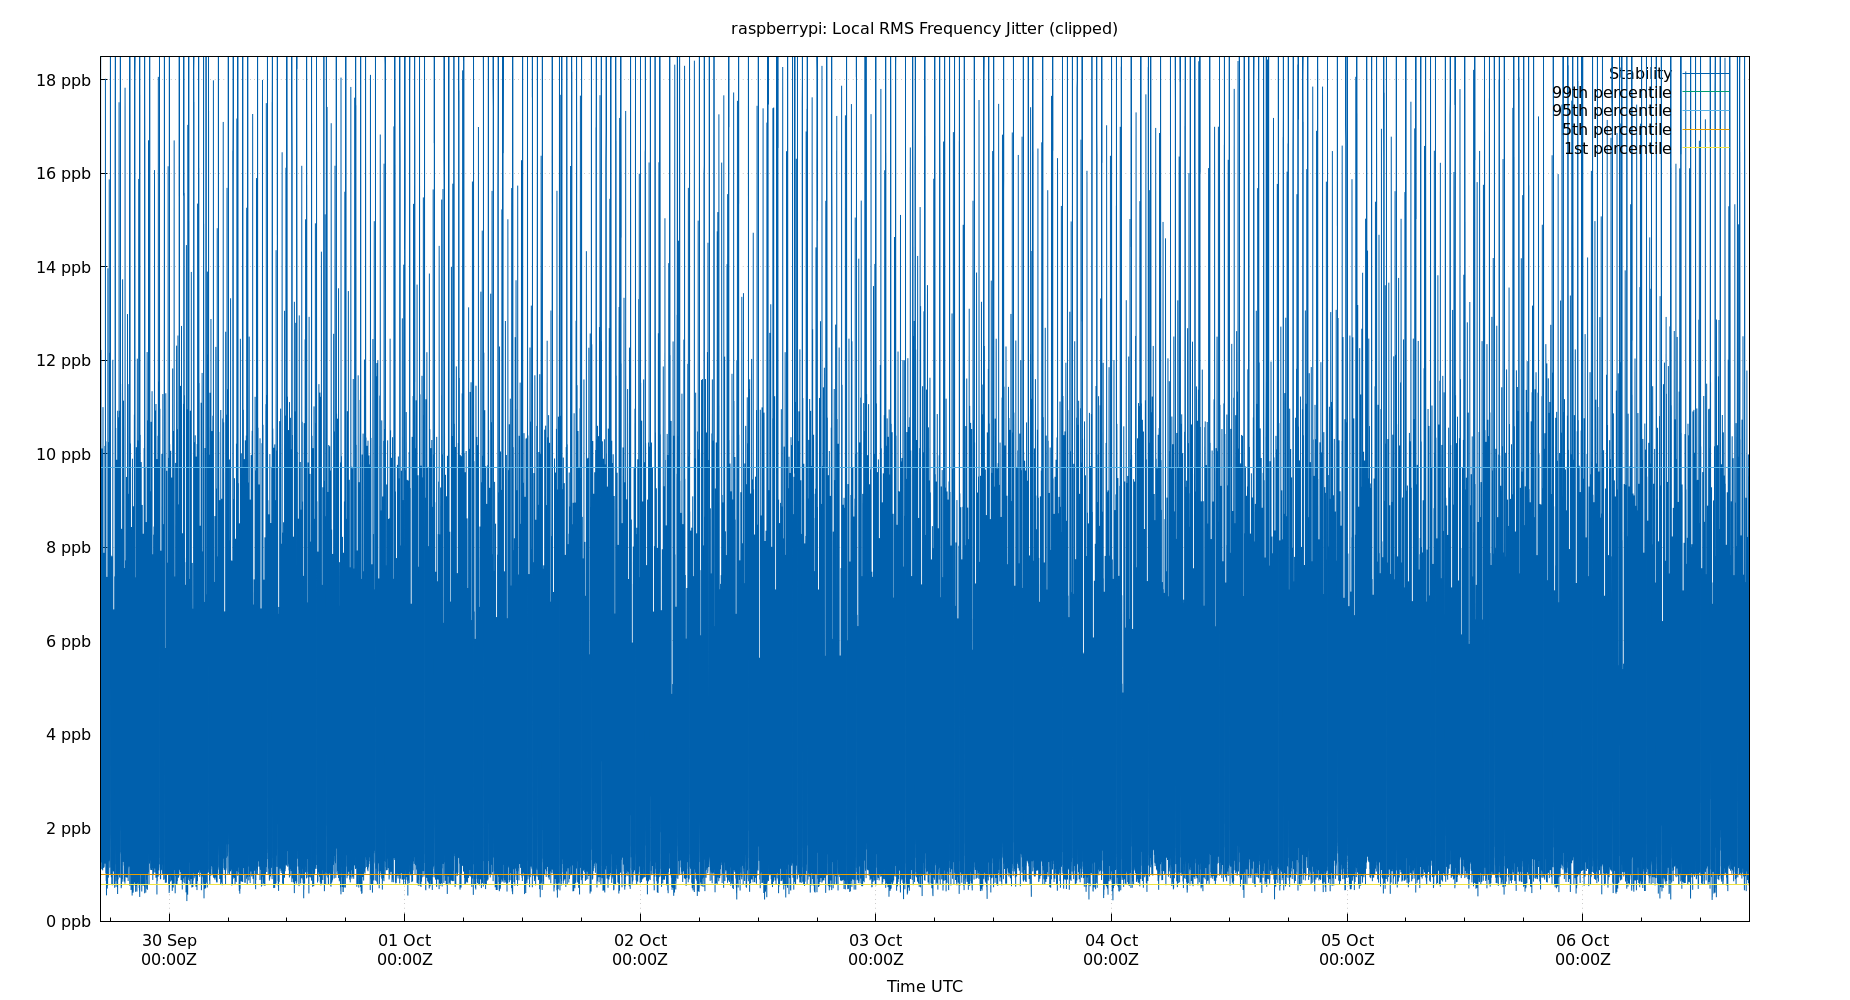 raspberrypi: Local RMS Frequency Jitter (clipped)
18 ppb
16 ppb
14 ppb
12 ppb
10 ppb
8 ppb
6 ppb
4 ppb
2 ppb
0 ppb
Stability
99th percentile
95th percentile
5th percentile
1st percentile
30 Sep 01 Oct 02 Oct 03 Oct 04 Oct 05 Oct 06 Oct
00:00Z 00:00Z 00:00Z 00:00Z 00:00Z 00:00Z 00:00Z
Time UTC